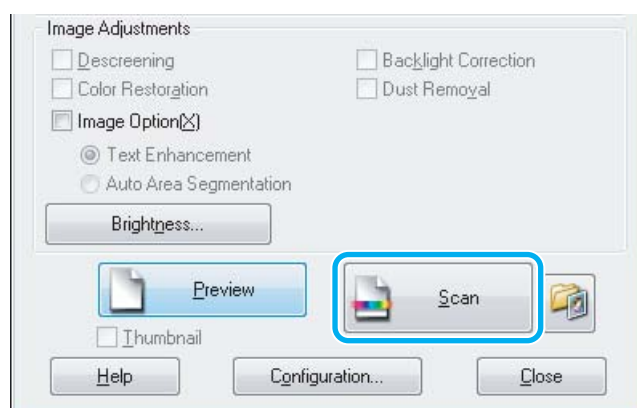 Image Adjustments
Descreening Backlight Correction
Color Restoration Dust Removal
Image Option(X)
Text Enhancement
Auto Area Segmentation
Brightness...
Preview Scan
Thumbnail
Help Configuration... Close